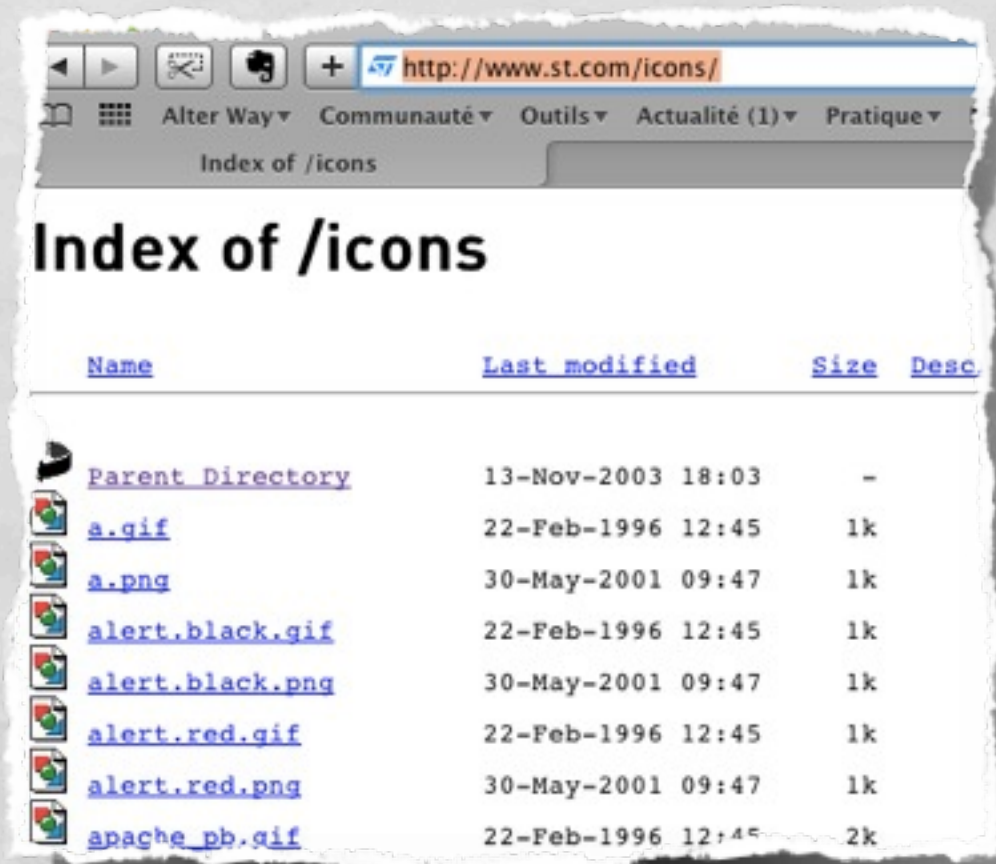 http://www.st.com/icons/
Alter Way Communauté Outils Actualité (1) Pratique
Index of /icons
Index of /icons
Name Last modified Size Desc
Parent Directory 13-Nov-2003 18:03 -
a.gif 22-Feb-1996 12:45 1k
a.png 30-May-2001 09:47 1k
alert.black.gif 22-Feb-1996 12:45 1k
alert.black.png 30-May-2001 09:47 1k
alert.red.gif 22-Feb-1996 12:45 1k
alert.red.png 30-May-2001 09:47 1k
apache_pb.gif 22-Feb-1996 12:45 2k